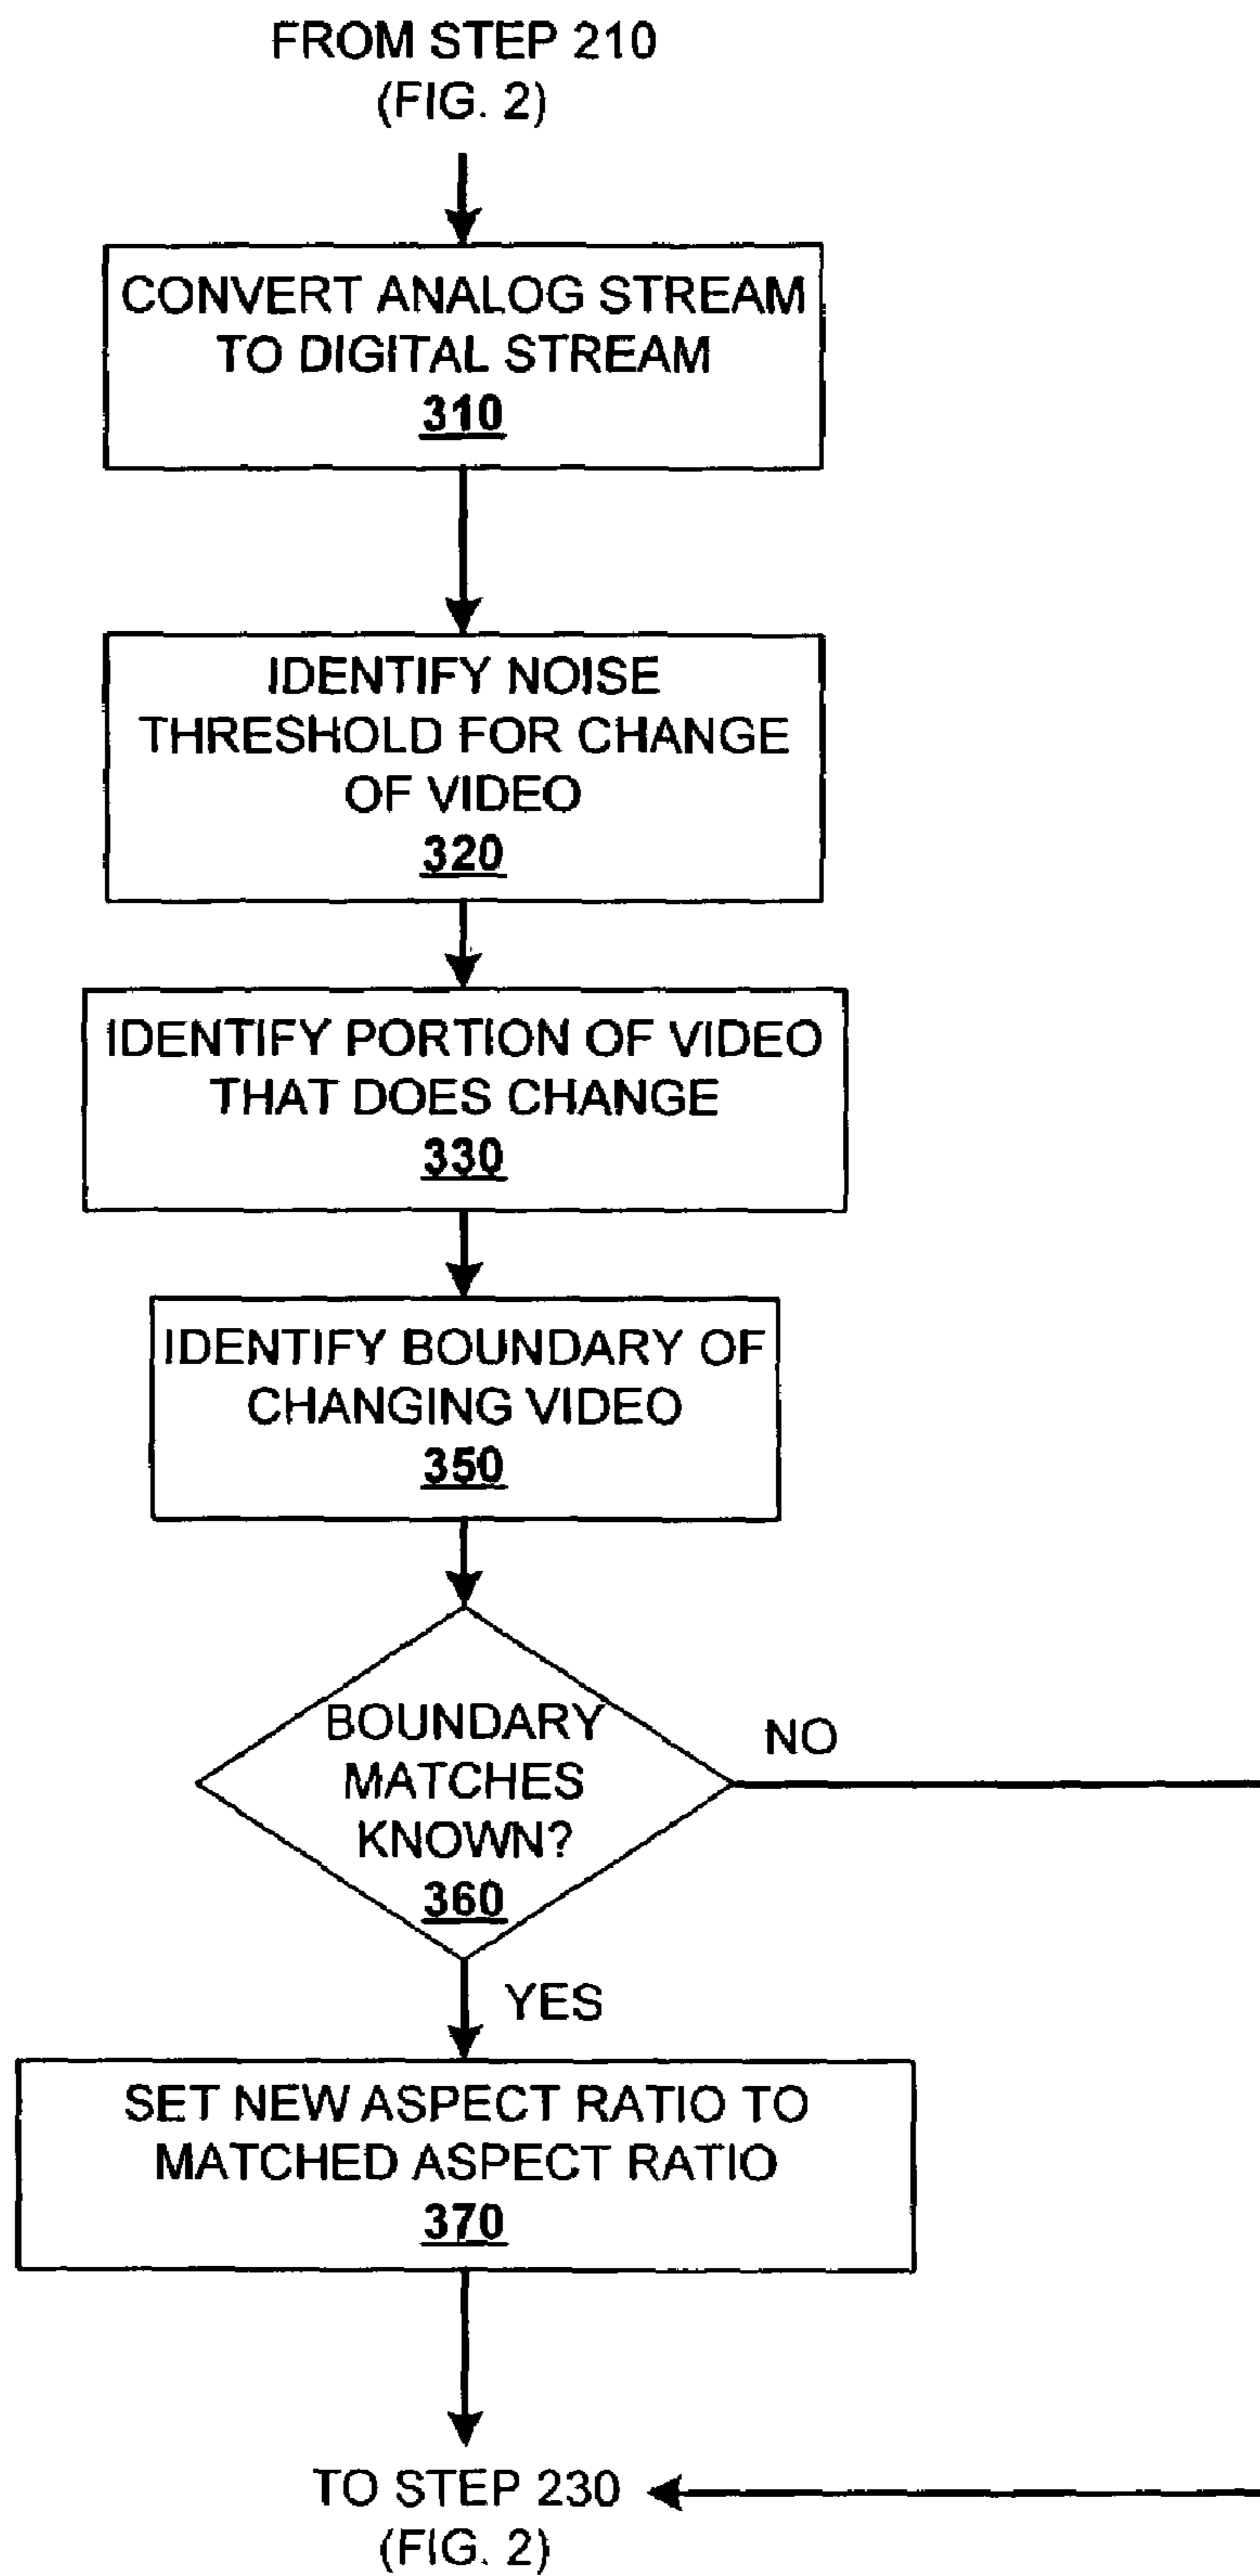 FROM STEP 210
(FIG. 2)
CONVERT ANALOG STREAM
TO DIGITAL STREAM
310
IDENTIFY NOISE
THRESHOLD FOR CHANGE
OF VIDEO
320
IDENTIFY PORTION OF VIDEO
THAT DOES CHANGE
330
IDENTIFY BOUNDARY OF
CHANGING VIDEO
350
BOUNDARY
MATCHES
KNOWN?
360
NO
YES
SET NEW ASPECT RATIO TO
MATCHED ASPECT RATIO
370
TO STEP 230
(FIG. 2)